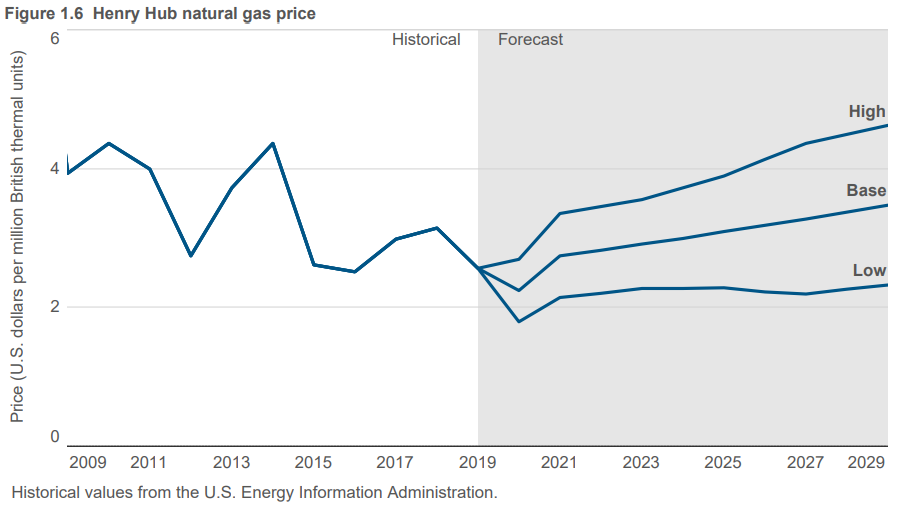 Figure 1.6  Henry Hub natural gas price
Price (U.S. dollars per million British thermal units)
6
4
2
0
Historical
Forecast
High
Base
Low
2009 2011 2013 2015 2017 2019 2021 2023 2025 2027 2029
Historical values from the U.S. Energy Information Administration.